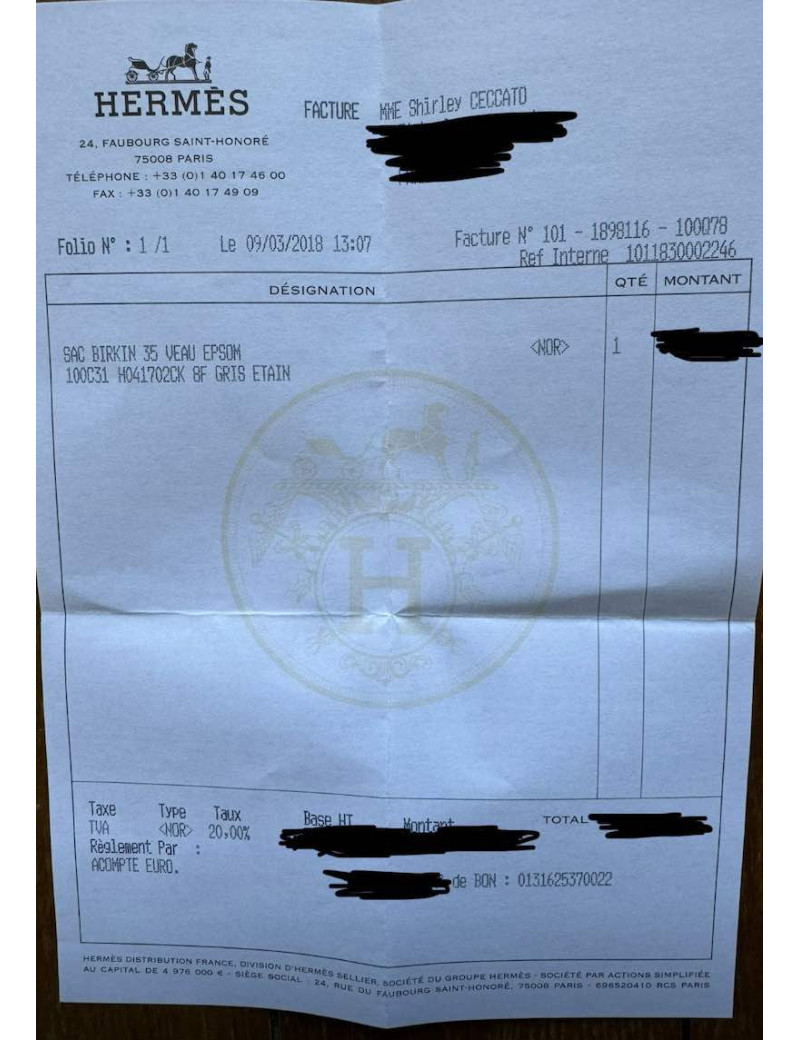 HERMÈS
24, FAUBOURG SAINT-HONORÉ
75008 PARIS
TÉLÉPHONE : +33 (0)1 40 17 46 00
FAX : +33 (0)1 40 17 49 09
FACTURE MME Shirley CECCATO
Folio N° : 1 /1 Le 09/03/2018 13:07
Facture N° 101 - 1898116 - 100078
Ref Interne 1011830002246
DÉSIGNATION QTÉ MONTANT
SAC BIRKIN 35 VEAU EPSOM <NOR> 1
100C31 H041702CK 8F GRIS ETAIN
H
Taxe Type Taux Base HT Montant TOTAL
TVA <NOR> 20,00%
Règlement Par :
ACOMPTE EURO.
de BON : 0131625370022
HERMÈS DISTRIBUTION FRANCE, DIVISION D'HERMÈS SELLIER, SOCIÉTÉ DU GROUPE HERMÈS - SOCIÉTÉ PAR ACTIONS SIMPLIFIÉE
AU CAPITAL DE 4 976 000 € - SIÈGE SOCIAL : 24, RUE DU FAUBOURG SAINT-HONORÉ, 75008 PARIS - 696520410 RCS PARIS